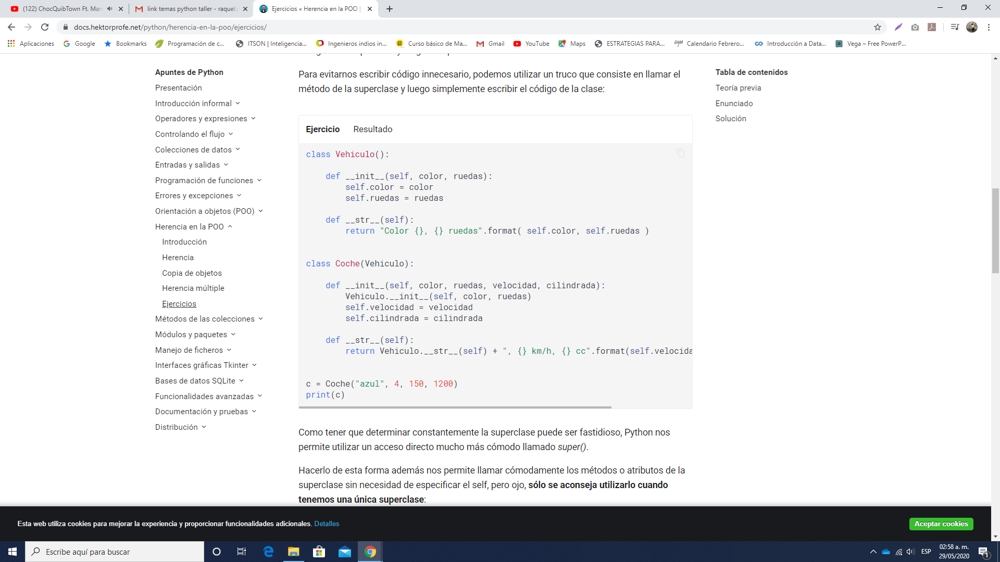 (122) ChocQuibTown Ft. Man
link temas python taller - raquel.r
Ejercicios « Herencia en la POO |
docs.hektorprofe.net/python/herencia-en-la-poo/ejercicios/
Aplicaciones
Google
Bookmarks
Programación de c...
ITSON | Inteligencia...
Ingenieros indios in...
Curso básico de Ma...
Gmail
YouTube
Maps
ESTRATEGIAS PARA...
Calendario Febrero...
Introducción a Data...
Vega – Free PowerP...
Apuntes de Python
Presentación
Introducción informal
Operadores y expresiones
Controlando el flujo
Colecciones de datos
Entradas y salidas
Programación de funciones
Errores y excepciones
Orientación a objetos (POO)
Herencia en la POO
Introducción
Herencia
Copia de objetos
Herencia múltiple
Ejercicios
Métodos de las colecciones
Módulos y paquetes
Manejo de ficheros
Interfaces gráficas Tkinter
Bases de datos SQLite
Funcionalidades avanzadas
Documentación y pruebas
Distribución
Para evitarnos escribir código innecesario, podemos utilizar un truco que consiste en llamar el
método de la superclase y luego simplemente escribir el código de la clase:
Ejercicio Resultado
class Vehiculo():
def __init__(self, color, ruedas):
self.color = color
self.ruedas = ruedas
def __str__(self):
return "Color {}, {} ruedas".format( self.color, self.ruedas )
class Coche(Vehiculo):
def __init__(self, color, ruedas, velocidad, cilindrada):
Vehiculo.__init__(self, color, ruedas)
self.velocidad = velocidad
self.cilindrada = cilindrada
def __str__(self):
return Vehiculo.__str__(self) + ", {} km/h, {} cc".format(self.velocida
c = Coche("azul", 4, 150, 1200)
print(c)
Como tener que determinar constantemente la superclase puede ser fastidioso, Python nos
permite utilizar un acceso directo mucho más cómodo llamado super().
Hacerlo de esta forma además nos permite llamar cómodamente los métodos o atributos de la
superclase sin necesidad de especificar el self, pero ojo, sólo se aconseja utilizarlo cuando
tenemos una única superclase:
Tabla de contenidos
Teoría previa
Enunciado
Solución
Esta web utiliza cookies para mejorar la experiencia y proporcionar funcionalidades adicionales. Detalles
Aceptar cookies
Escribe aquí para buscar
ESP
02:58 a. m.
29/05/2020
1